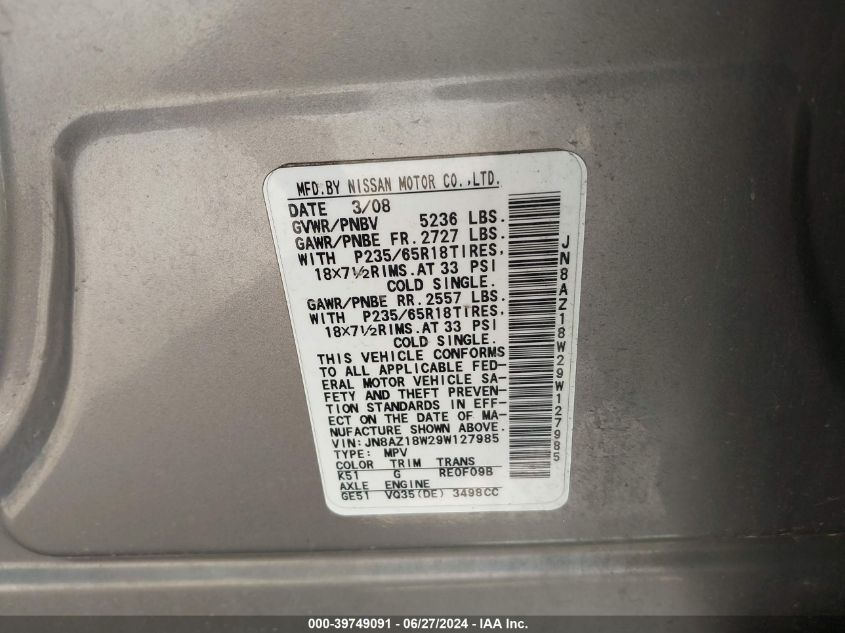 MFD.BY NISSAN MOTOR CO.,LTD.
DATE 3/08
GVWR/PNBV 5236 LBS.
GAWR/PNBE FR. 2727 LBS.
WITH P235/65R18TIRES,
18X7½RIMS.AT 33 PSI
COLD SINGLE.
GAWR/PNBE RR. 2557 LBS.
WITH P235/65R18TIRES,
18X7½RIMS.AT 33 PSI
COLD SINGLE.
THIS VEHICLE CONFORMS
TO ALL APPLICABLE FED-
ERAL MOTOR VEHICLE SA-
FETY AND THEFT PREVEN-
TION STANDARDS IN EFF-
ECT ON THE DATE OF MA-
NUFACTURE SHOWN ABOVE.
VIN: JN8AZ18W29W127985
TYPE: MPV
COLOR TRIM TRANS
K51 G RE0F09B
AXLE ENGINE
GE51 VQ35(DE) 3498CC
JN8AZ18W29W127985
000-39749091 - 06/27/2024 - IAA Inc.